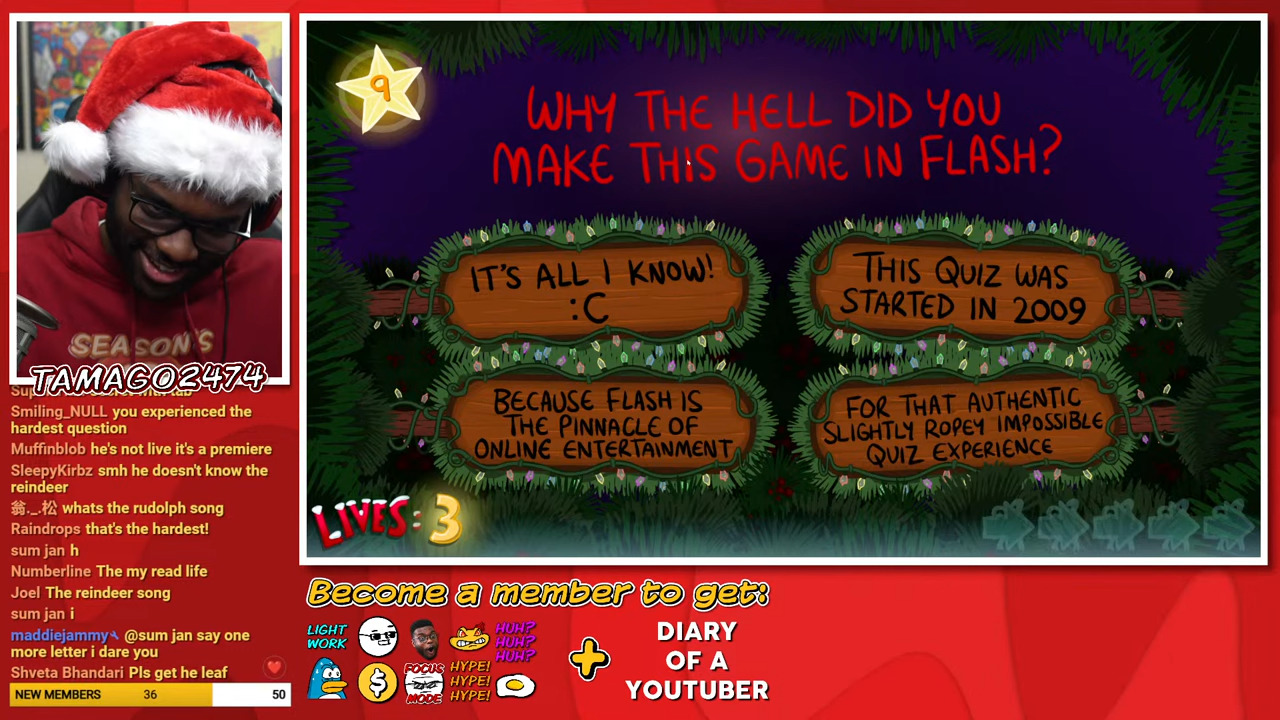 SEASON'S
TAMAGO2474
Smiling_NULL you experienced the
hardest question
Muffinblob he's not live it's a premiere
SleepyKirbz smh he doesn't know the
reindeer
翁._.松 whats the rudolph song
Raindrops that's the hardest!
sum jan h
Numberline The my read life
Joel The reindeer song
sum jan i
maddiejammy @sum jan say one
more letter i dare you
Shveta Bhandari Pls get he leaf
NEW MEMBERS 36 50
9
WHY THE HELL DID YOU
MAKE THIS GAME IN FLASH?
IT'S ALL I KNOW!
:C
THIS QUIZ WAS
STARTED IN 2009
BECAUSE FLASH IS
THE PINNACLE OF
ONLINE ENTERTAINMENT
FOR THAT AUTHENTIC
SLIGHTLY ROPEY IMPOSSIBLE
QUIZ EXPERIENCE
LIVES: 3
Become a member to get:
LIGHT
WORK
HUH?
HUH?
HUH?
$
FOCUS
MODE
HYPE!
HYPE!
HYPE!
+
DIARY
OF A
YOUTUBER